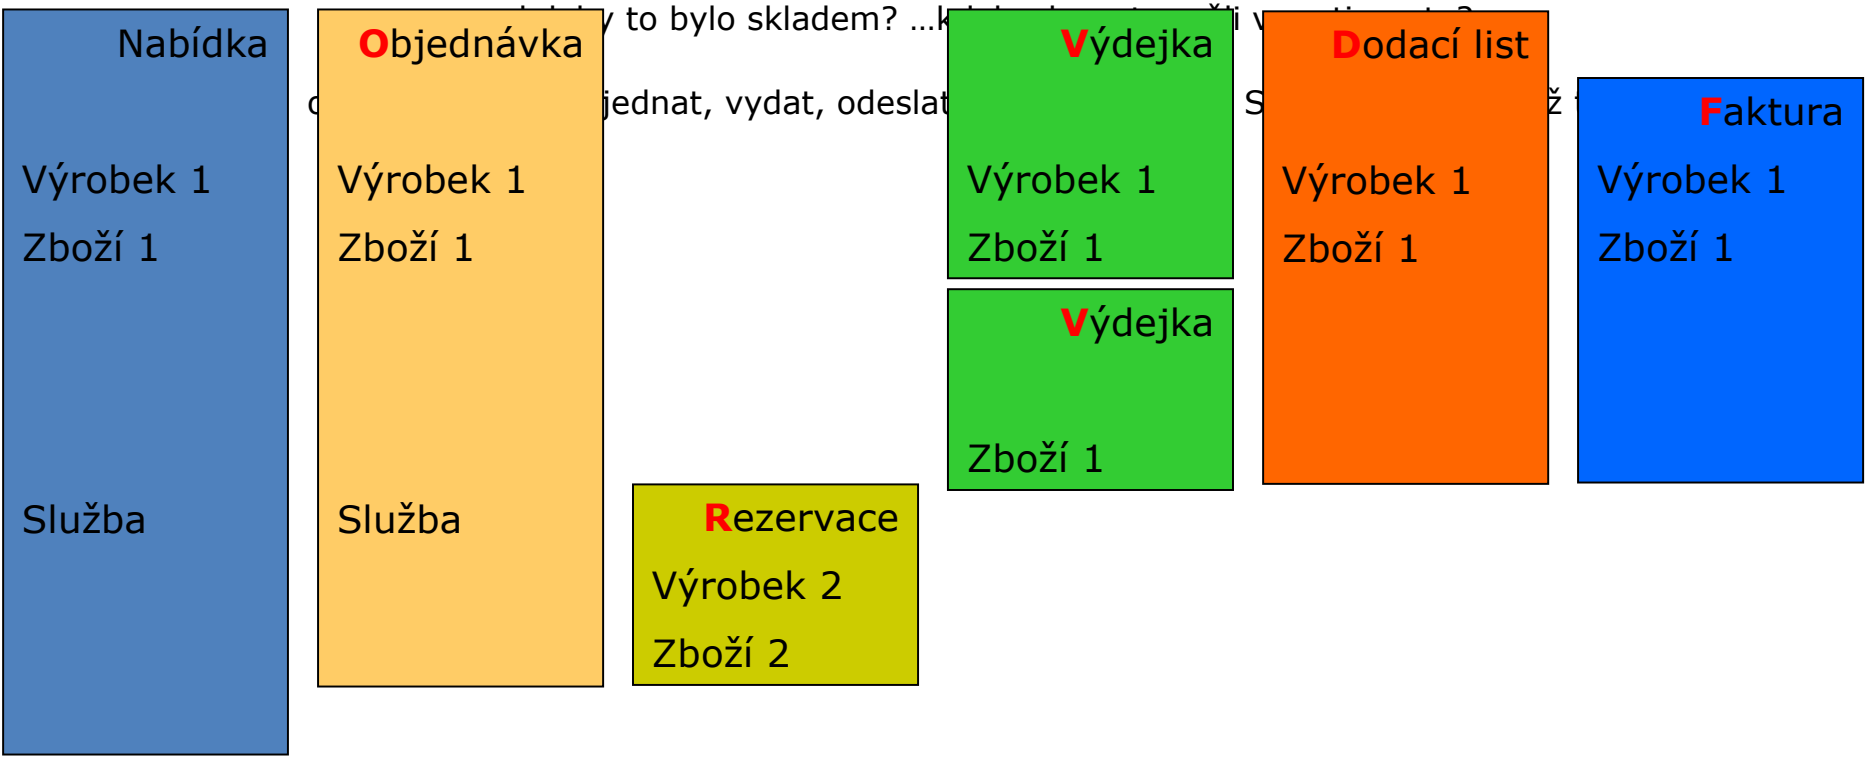 to bylo skladem? …
jednat, vydat, odeslat
Nabídka
Výrobek 1
Zboží 1
Služba
Objednávka
Výrobek 1
Zboží 1
Služba
Rezervace
Výrobek 2
Zboží 2
Výdejka
Výrobek 1
Zboží 1
Výdejka
Zboží 1
Dodací list
Výrobek 1
Zboží 1
Faktura
Výrobek 1
Zboží 1